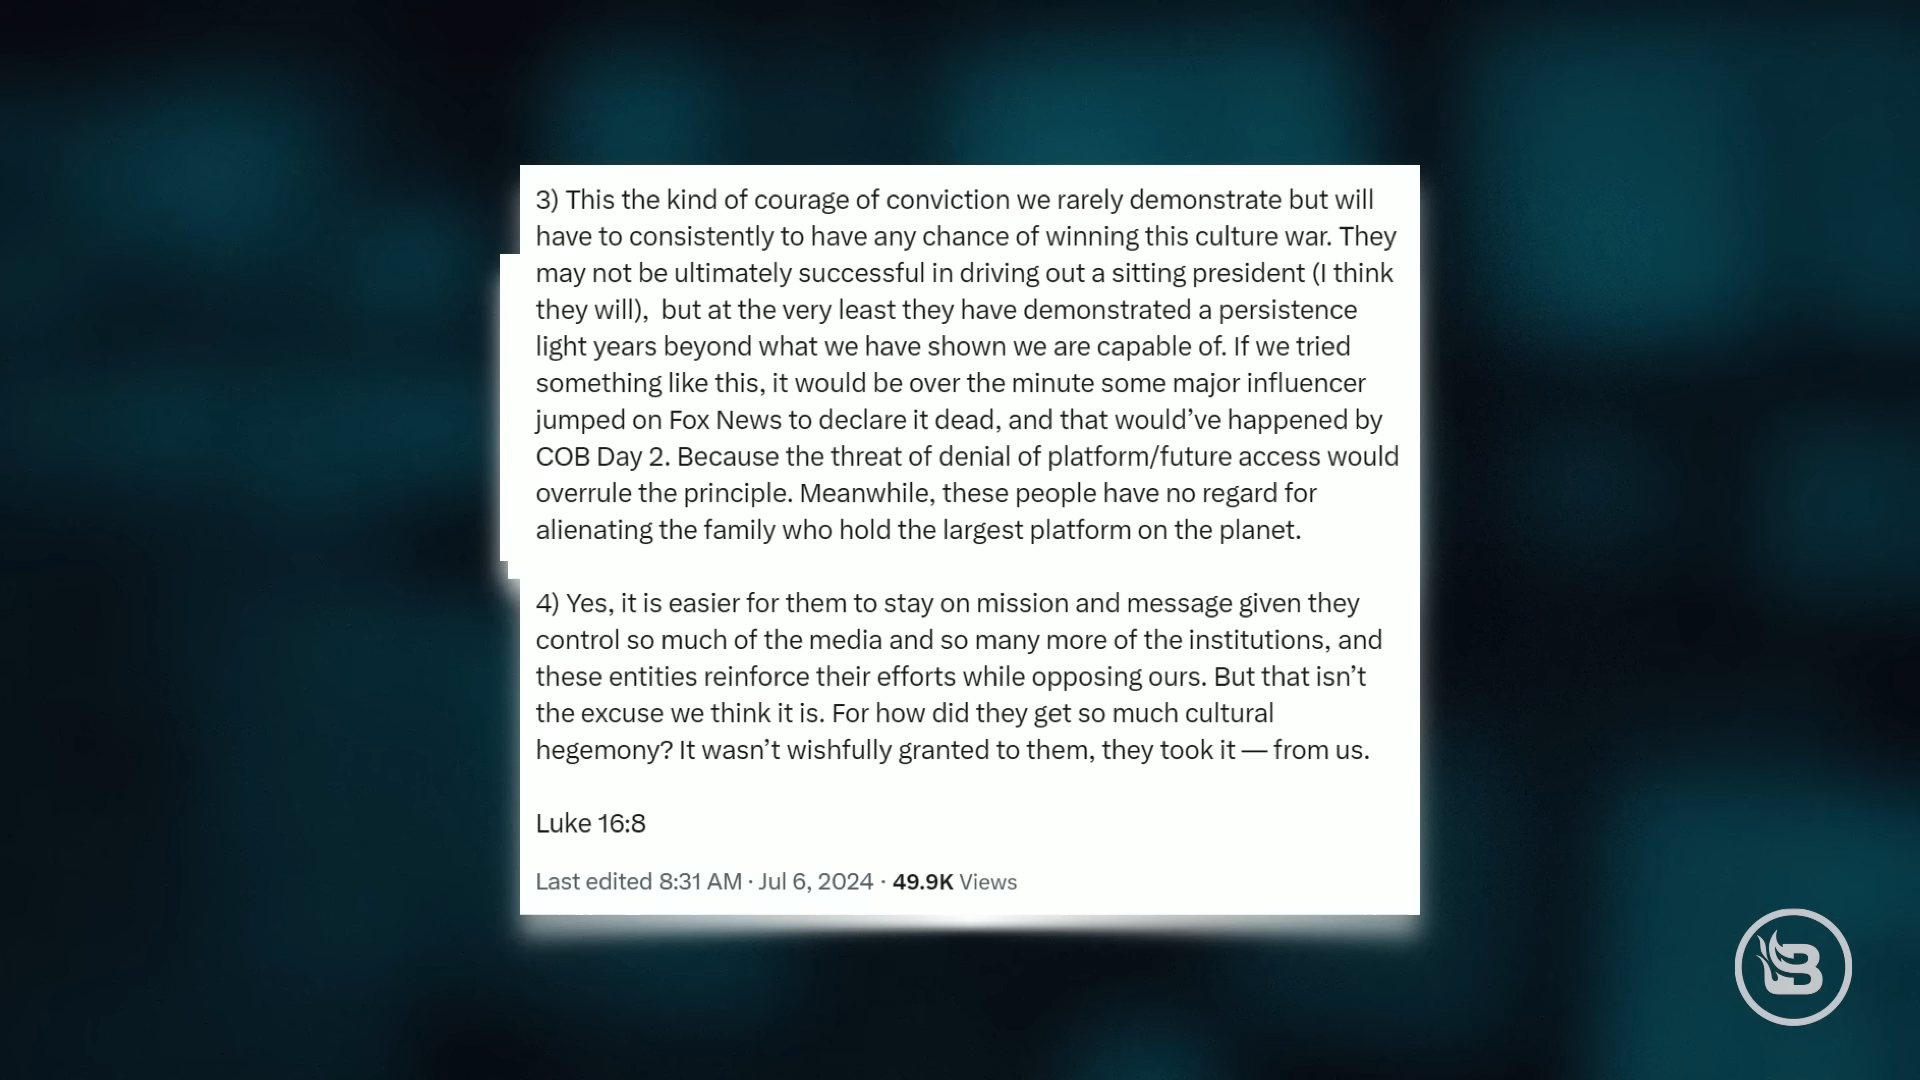 3) This the kind of courage of conviction we rarely demonstrate but will
have to consistently to have any chance of winning this culture war. They
may not be ultimately successful in driving out a sitting president (I think
they will),  but at the very least they have demonstrated a persistence
light years beyond what we have shown we are capable of. If we tried
something like this, it would be over the minute some major influencer
jumped on Fox News to declare it dead, and that would’ve happened by
COB Day 2. Because the threat of denial of platform/future access would
overrule the principle. Meanwhile, these people have no regard for
alienating the family who hold the largest platform on the planet.
4) Yes, it is easier for them to stay on mission and message given they
control so much of the media and so many more of the institutions, and
these entities reinforce their efforts while opposing ours. But that isn’t
the excuse we think it is. For how did they get so much cultural
hegemony? It wasn’t wishfully granted to them, they took it — from us.
Luke 16:8
Last edited 8:31 AM · Jul 6, 2024 · 49.9K Views
B